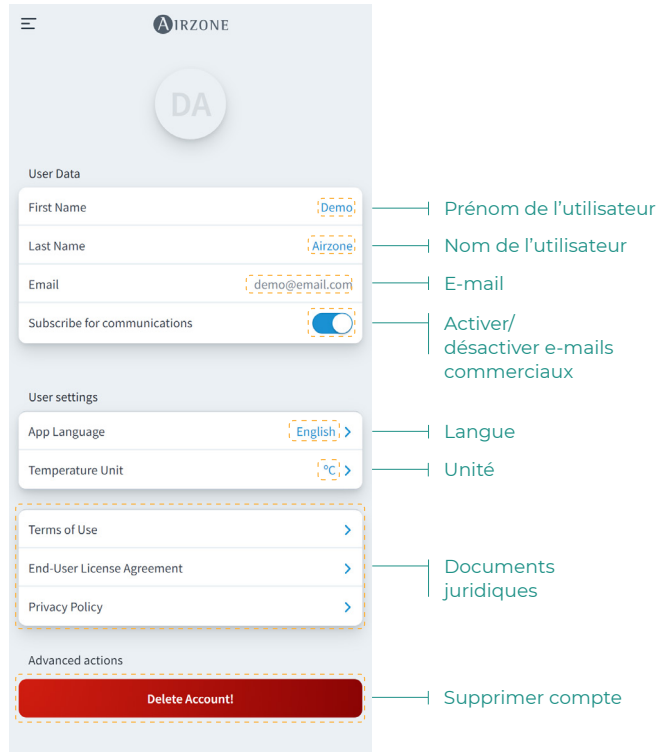 AIRZONE
DA
User Data
First Name Demo Prénom de l'utilisateur
Last Name Airzone Nom de l'utilisateur
Email demo@email.com E-mail
Subscribe for communications Activer/
désactiver e-mails
commerciaux
User settings
App Language English Langue
Temperature Unit ºC Unité
Terms of Use
End-User License Agreement Documents
juridiques
Privacy Policy
Advanced actions
Delete Account! Supprimer compte